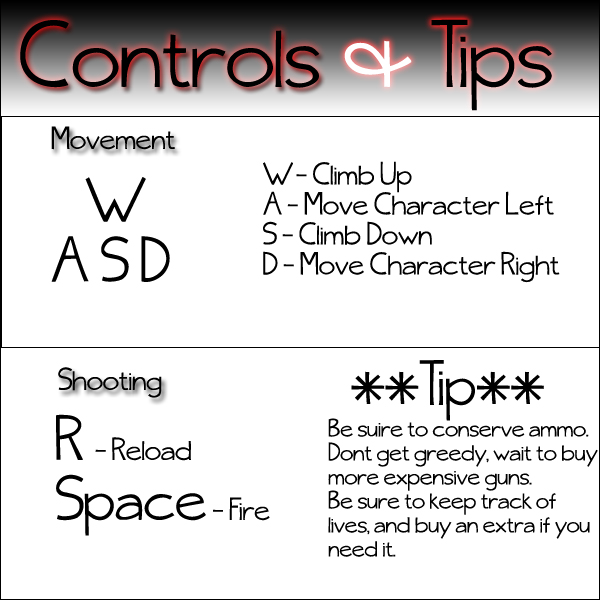 Controls & Tips
Movement
W
A S D
W - Climb Up
A - Move Character Left
S - Climb Down
D - Move Character Right
Shooting
R - Reload
Space - Fire
**Tip**
Be suire to conserve ammo.
Dont get greedy, wait to buy
more expensive guns.
Be sure to keep track of
lives, and buy an extra if you
need it.